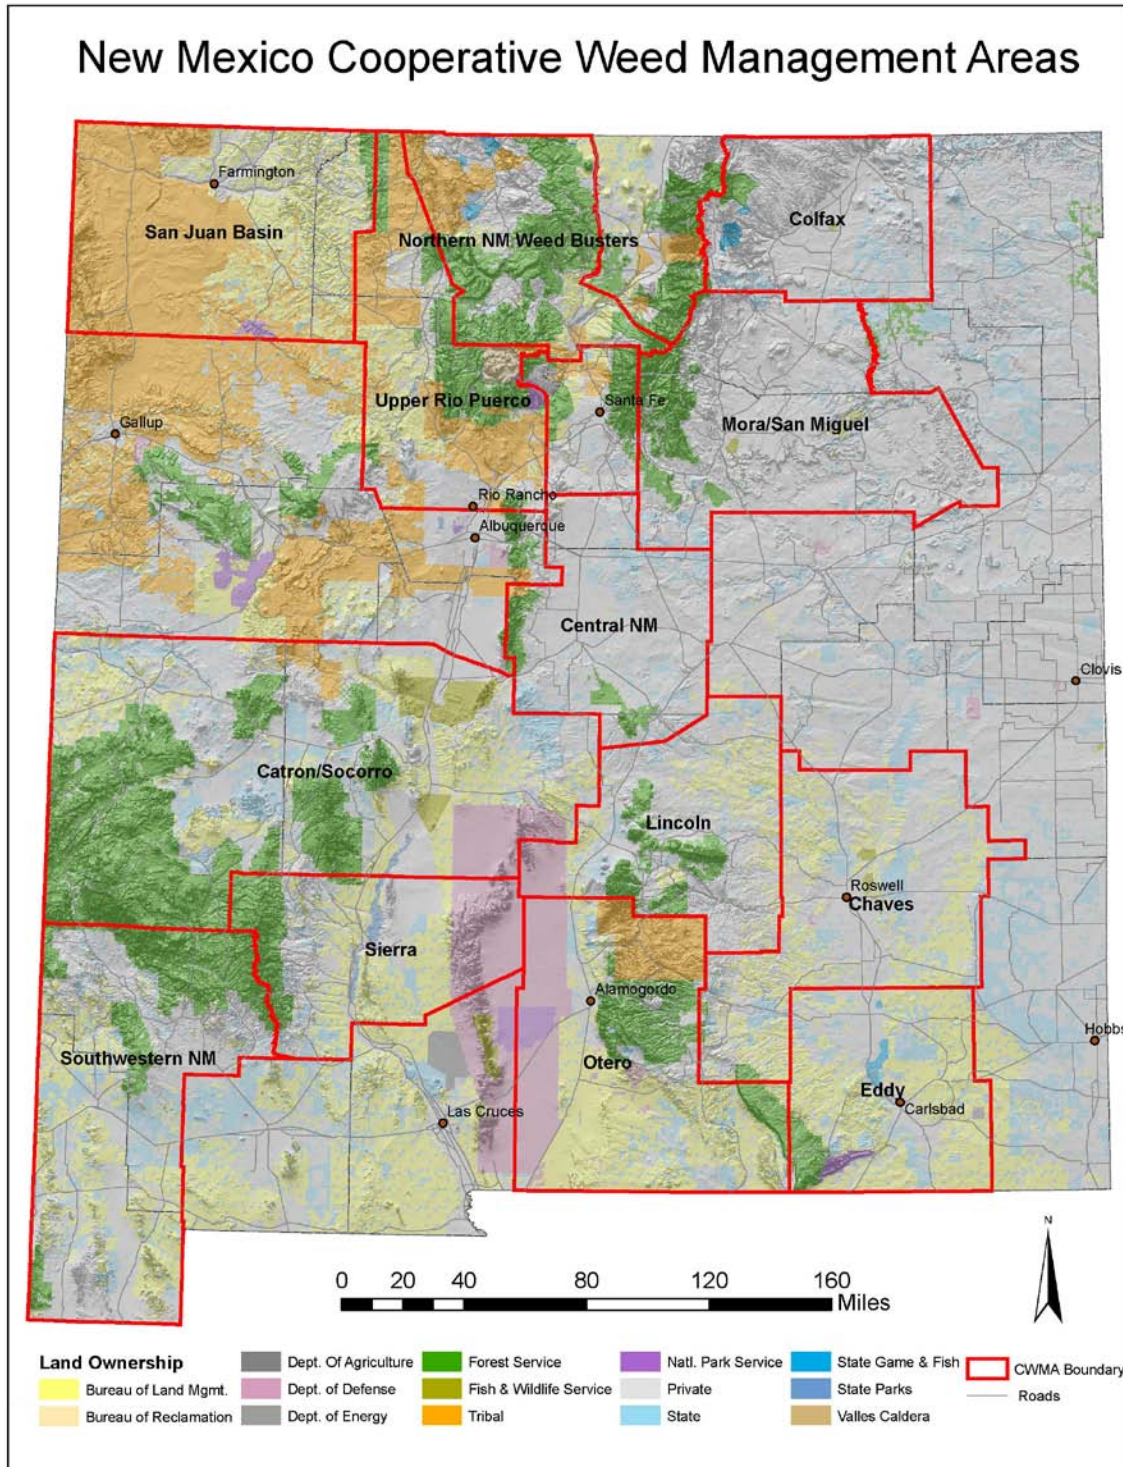 New Mexico Cooperative Weed Management Areas
Farmington
San Juan Basin
Northern NM Weed Busters
Colfax
Upper Rio Puerco
Santa Fe
Gallup
Mora/San Miguel
Rio Rancho
Albuquerque
Central NM
Clovis
Catron/Socorro
Lincoln
Roswell
Chaves
Sierra
Alamogordo
Hobbs
Southwestern NM
Otero
Eddy
Carlsbad
Las Cruces
N
0 20 40 80 120 160
Miles
Land Ownership
Bureau of Land Mgmt.
Bureau of Reclamation
Dept. Of Agriculture
Dept. of Defense
Dept. of Energy
Forest Service
Fish & Wildlife Service
Tribal
Natl. Park Service
Private
State
State Game & Fish
State Parks
Valles Caldera
CWMA Boundary
Roads